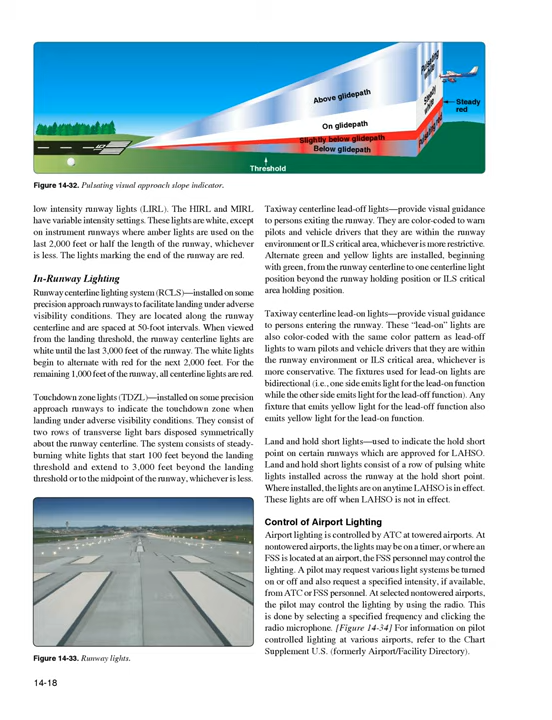 Above glidepath
On glidepath
Slightly below glidepath
Below glidepath
Pulsating white
Steady white
Pulsating red
Steady
red
Threshold
Figure 14-32. Pulsating visual approach slope indicator.
low intensity runway lights (LIRL). The HIRL and MIRL
have variable intensity settings. These lights are white, except
on instrument runways where amber lights are used on the
last 2,000 feet or half the length of the runway, whichever
is less. The lights marking the end of the runway are red.
In-Runway Lighting
Runway centerline lighting system (RCLS)—installed on some
precision approach runways to facilitate landing under adverse
visibility conditions. They are located along the runway
centerline and are spaced at 50-foot intervals. When viewed
from the landing threshold, the runway centerline lights are
white until the last 3,000 feet of the runway. The white lights
begin to alternate with red for the next 2,000 feet. For the
remaining 1,000 feet of the runway, all centerline lights are red.
Touchdown zone lights (TDZL)—installed on some precision
approach runways to indicate the touchdown zone when
landing under adverse visibility conditions. They consist of
two rows of transverse light bars disposed symmetrically
about the runway centerline. The system consists of steady-
burning white lights that start 100 feet beyond the landing
threshold and extend to 3,000 feet beyond the landing
threshold or to the midpoint of the runway, whichever is less.
Figure 14-33. Runway lights.
Taxiway centerline lead-off lights—provide visual guidance
to persons exiting the runway. They are color-coded to warn
pilots and vehicle drivers that they are within the runway
environment or ILS critical area, whichever is more restrictive.
Alternate green and yellow lights are installed, beginning
with green, from the runway centerline to one centerline light
position beyond the runway holding position or ILS critical
area holding position.
Taxiway centerline lead-on lights—provide visual guidance
to persons entering the runway. These “lead-on” lights are
also color-coded with the same color pattern as lead-off
lights to warn pilots and vehicle drivers that they are within
the runway environment or ILS critical area, whichever is
more conservative. The fixtures used for lead-on lights are
bidirectional (i.e., one side emits light for the lead-on function
while the other side emits light for the lead-off function). Any
fixture that emits yellow light for the lead-off function also
emits yellow light for the lead-on function.
Land and hold short lights—used to indicate the hold short
point on certain runways which are approved for LAHSO.
Land and hold short lights consist of a row of pulsing white
lights installed across the runway at the hold short point.
Where installed, the lights are on anytime LAHSO is in effect.
These lights are off when LAHSO is not in effect.
Control of Airport Lighting
Airport lighting is controlled by ATC at towered airports. At
nontowered airports, the lights may be on a timer, or where an
FSS is located at an airport, the FSS personnel may control the
lighting. A pilot may request various light systems be turned
on or off and also request a specified intensity, if available,
from ATC or FSS personnel. At selected nontowered airports,
the pilot may control the lighting by using the radio. This
is done by selecting a specified frequency and clicking the
radio microphone. [Figure 14-34] For information on pilot
controlled lighting at various airports, refer to the Chart
Supplement U.S. (formerly Airport/Facility Directory).
14-18